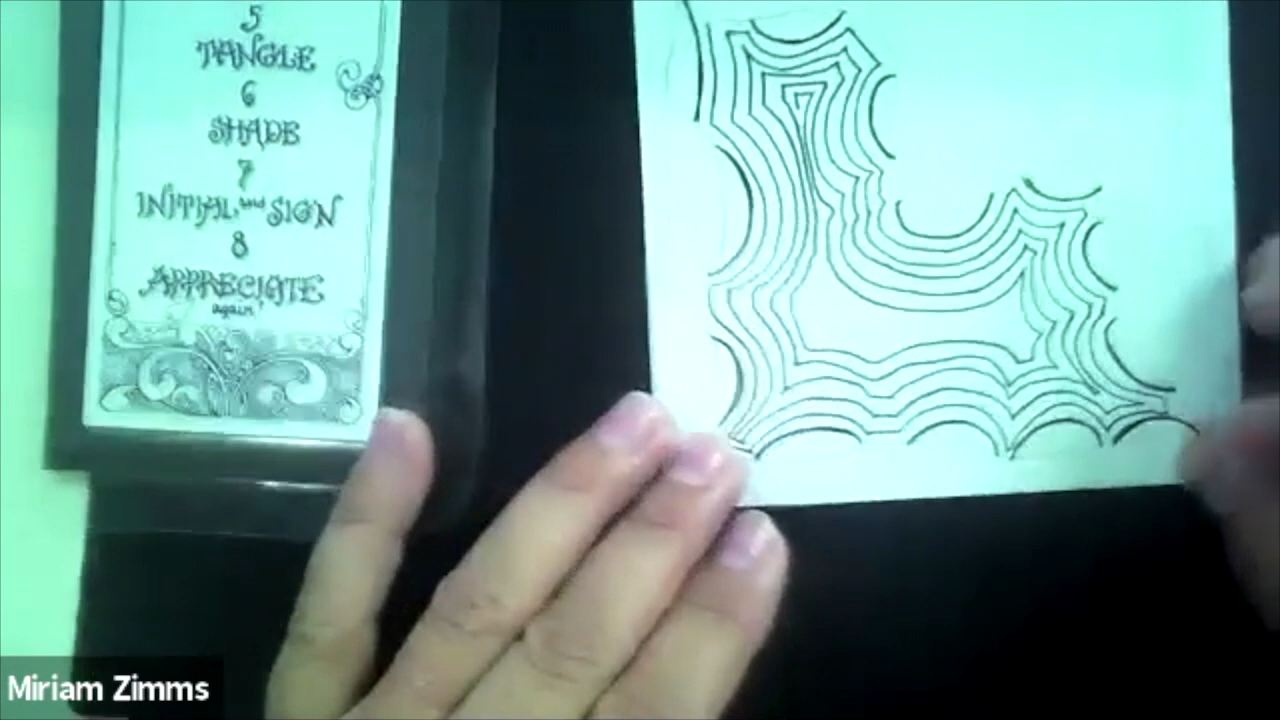 5
TANGLE
6
SHADE
7
INITIAL and SIGN
8
APPRECIATE
again
Miriam Zimms